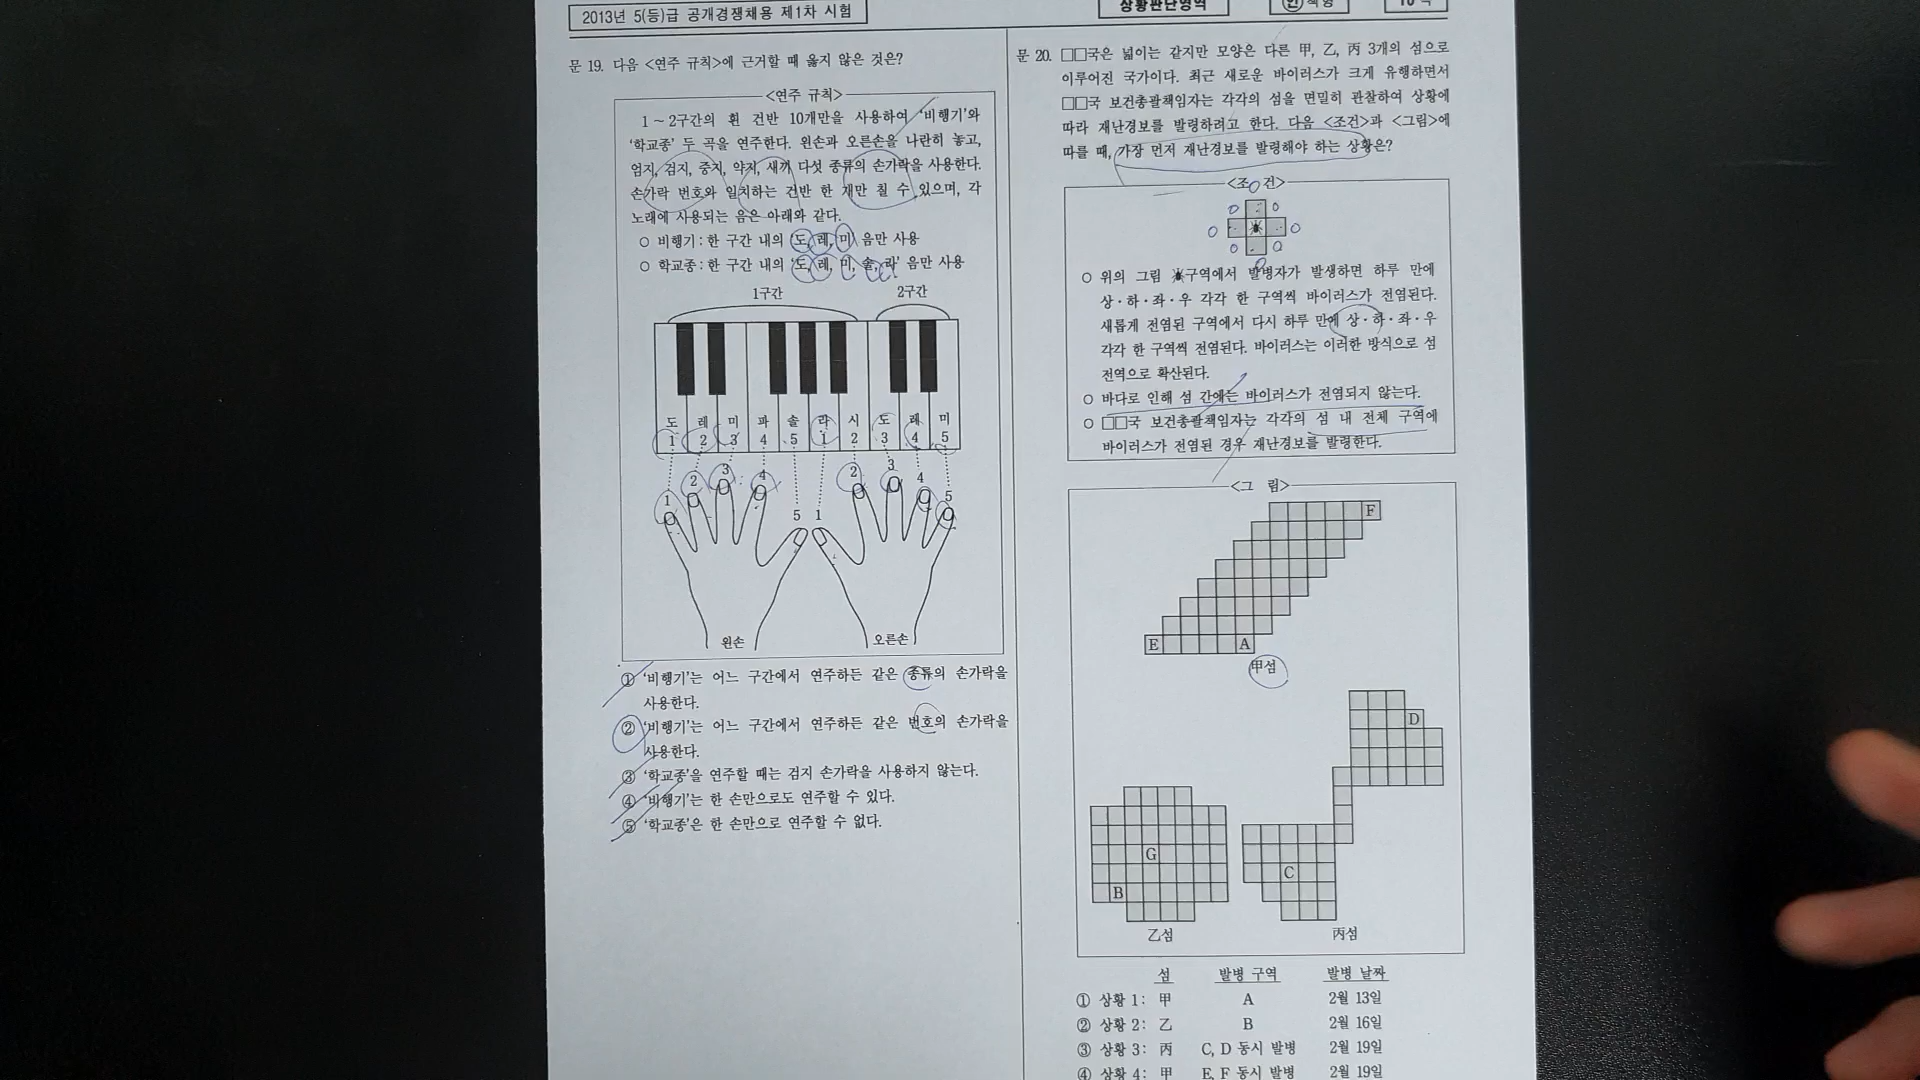 2013년 5(등)급 공개경쟁채용 제1차 시험
상황판단영역
인 책형
10 쪽
문 19. 다음 <연주 규칙>에 근거할 때 옳지 않은 것은?
<연주 규칙>
1 ~ 2구간의 흰 건반 10개만을 사용하여 ‘비행기’와
‘학교종’ 두 곡을 연주한다. 왼손과 오른손을 나란히 놓고,
엄지, 검지, 중지, 약지, 새끼 다섯 종류의 손가락을 사용한다.
손가락 번호와 일치하는 건반 한 개만 칠 수 있으며, 각
노래에 사용되는 음은 아래와 같다.
○ 비행기 : 한 구간 내의 ‘도, 레, 미’ 음만 사용
○ 학교종 : 한 구간 내의 ‘도, 레, 미, 솔, 라’ 음만 사용
1구간 2구간
도 레 미 파 솔 라 시 도 레 미
1 2 3 4 5 1 2 3 4 5
1 2 3 4 5 1 2 3 4 5
왼손 오른손
① ‘비행기’는 어느 구간에서 연주하든 같은 종류의 손가락을
사용한다.
② ‘비행기’는 어느 구간에서 연주하든 같은 번호의 손가락을
사용한다.
③ ‘학교종’을 연주할 때는 검지 손가락을 사용하지 않는다.
④ ‘비행기’는 한 손만으로도 연주할 수 있다.
⑤ ‘학교종’은 한 손만으로 연주할 수 없다.
문 20. □□국은 넓이는 같지만 모양은 다른 甲, 乙, 丙 3개의 섬으로
이루어진 국가이다. 최근 새로운 바이러스가 크게 유행하면서
□□국 보건총괄책임자는 각각의 섬을 면밀히 관찰하여 상황에
따라 재난경보를 발령하려고 한다. 다음 <조건>과 <그림>에
따를 때, 가장 먼저 재난경보를 발령해야 하는 상황은?
<조 건>
○ 위의 그림 구역에서 발병자가 발생하면 하루 만에
상·하·좌·우 각각 한 구역씩 바이러스가 전염된다.
새롭게 전염된 구역에서 다시 하루 만에 상·하·좌·우
각각 한 구역씩 전염된다. 바이러스는 이러한 방식으로 섬
전역으로 확산된다.
○ 바다로 인해 섬 간에는 바이러스가 전염되지 않는다.
○ □□국 보건총괄책임자는 각각의 섬 내 전체 구역에
바이러스가 전염된 경우 재난경보를 발령한다.
<그 림>
F
E A
甲섬
D
G
C
B
乙섬 丙섬
섬 발병 구역 발병 날짜
① 상황 1: 甲 A 2월 13일
② 상황 2: 乙 B 2월 16일
③ 상황 3: 丙 C, D 동시 발병 2월 19일
④ 상황 4: 甲 E, F 동시 발병 2월 19일